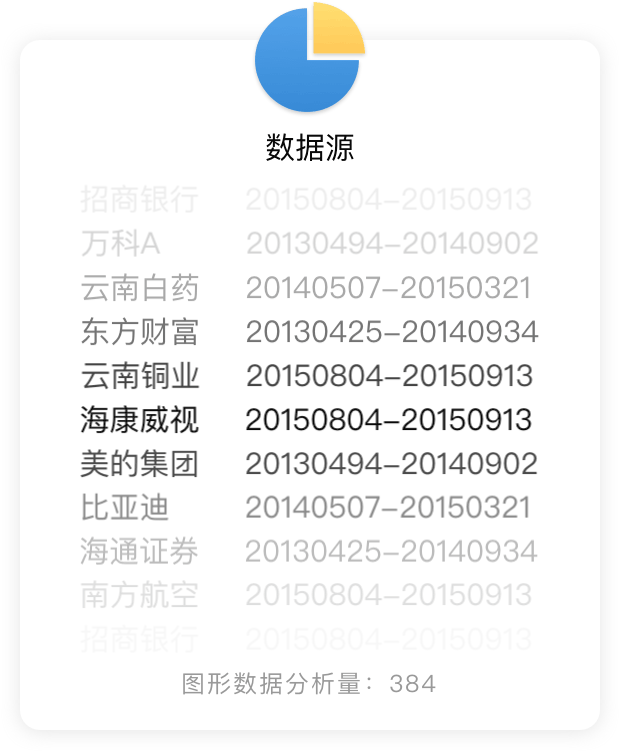 数据源
招商银行 20150804-20150913
万科A 20130494-20140902
云南白药 20140507-20150321
东方财富 20130425-20140934
云南铜业 20150804-20150913
海康威视 20150804-20150913
美的集团 20130494-20140902
比亚迪 20140507-20150321
海通证券 20130425-20140934
南方航空 20150804-20150913
招商银行 20150804-20150913
图形数据分析量：384